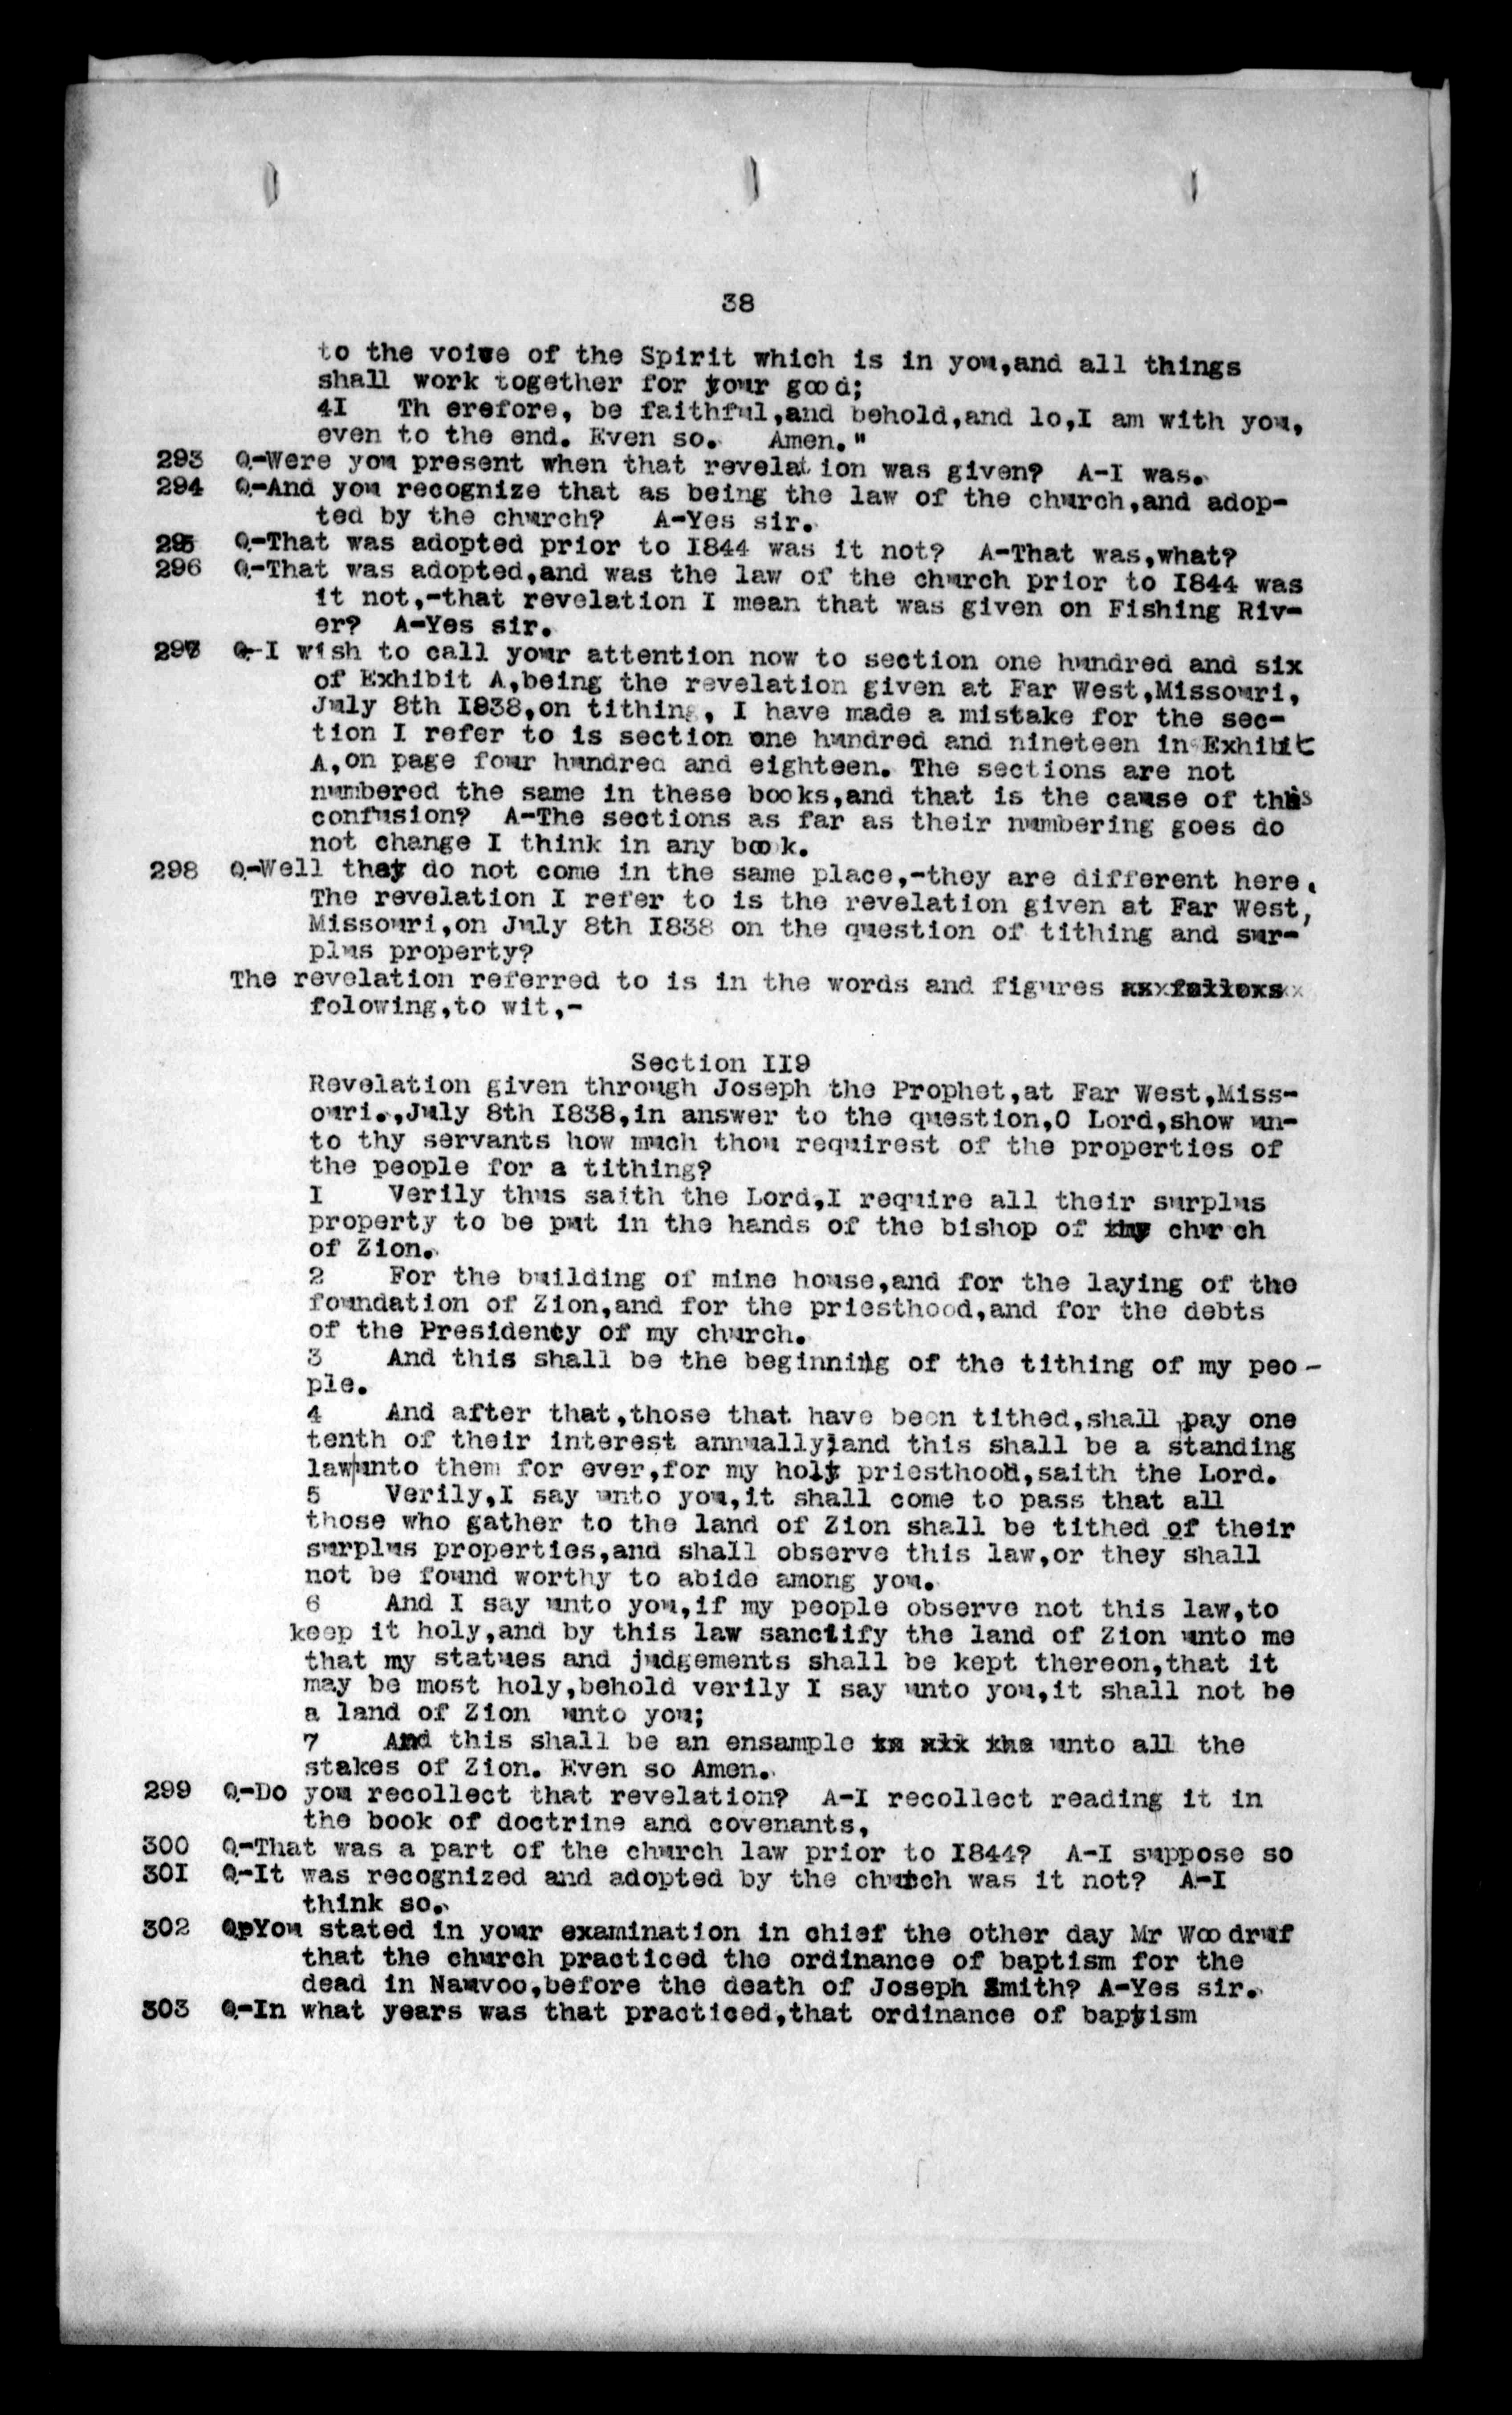 38
to the voice of the Spirit which is in you,and all things
shall work together for your good;
4I Th erefore, be faithful,and behold,and lo,I am with you,
even to the end. Even so. Amen."
293 Q-Were you present when that revelation was given? A-I was.
294 Q-And you recognize that as being the law of the church,and adop-
ted by the church? A-Yes sir.
295 Q-That was adopted prior to I844 was it not? A-That was,what?
296 Q-That was adopted,and was the law of the church prior to I844 was
it not,-that revelation I mean that was given on Fishing Riv-
er? A-Yes sir.
297 Q-I wish to call your attention now to section one hundred and six
of Exhibit A,being the revelation given at Far West,Missouri,
July 8th I838,on tithing, I have made a mistake for the sec-
tion I refer to is section one hundred and nineteen in Exhibit
A,on page four hundred and eighteen. The sections are not
numbered the same in these books,and that is the cause of this
confusion? A-The sections as far as their numbering goes do
not change I think in any book.
298 Q-Well they do not come in the same place,-they are different here.
The revelation I refer to is the revelation given at Far West,
Missouri,on July 8th I838 on the question of tithing and sur-
plus property?
The revelation referred to is in the words and figures as follows
folowing,to wit,-
Section II9
Revelation given through Joseph the Prophet,at Far West,Miss-
ouri.,July 8th I838,in answer to the question,O Lord,show un-
to thy servants how much thou requirest of the properties of
the people for a tithing?
I Verily thus saith the Lord,I require all their surplus
property to be put in the hands of the bishop of my chur ch
of Zion.
2 For the building of mine house,and for the laying of the
foundation of Zion,and for the priesthood,and for the debts
of the Presidency of my church.
3 And this shall be the beginning of the tithing of my peo-
ple.
4 And after that,those that have been tithed,shall pay one
tenth of their interest annually;and this shall be a standing
law|unto them for ever,for my holy priesthood,saith the Lord.
5 Verily,I say unto you,it shall come to pass that all
those who gather to the land of Zion shall be tithed of their
surplus properties,and shall observe this law,or they shall
not be found worthy to abide among you.
6 And I say unto you,if my people observe not this law,to
keep it holy,and by this law sanctify the land of Zion unto me
that my statues and judgements shall be kept thereon,that it
may be most holy,behold verily I say unto you,it shall not be
a land of Zion unto you;
7 And this shall be an ensample to all the unto all the
stakes of Zion. Even so Amen.
299 Q-Do you recollect that revelation? A-I recollect reading it in
the book of doctrine and covenants,
300 Q-That was a part of the church law prior to I844? A-I suppose so
30I Q-It was recognized and adopted by the church was it not? A-I
think so.
302 QpYou stated in your examination in chief the other day Mr Woodruf
that the church practiced the ordinance of baptism for the
dead in Nauvoo,before the death of Joseph Smith? A-Yes sir.
303 Q-In what years was that practiced,that ordinance of baptism